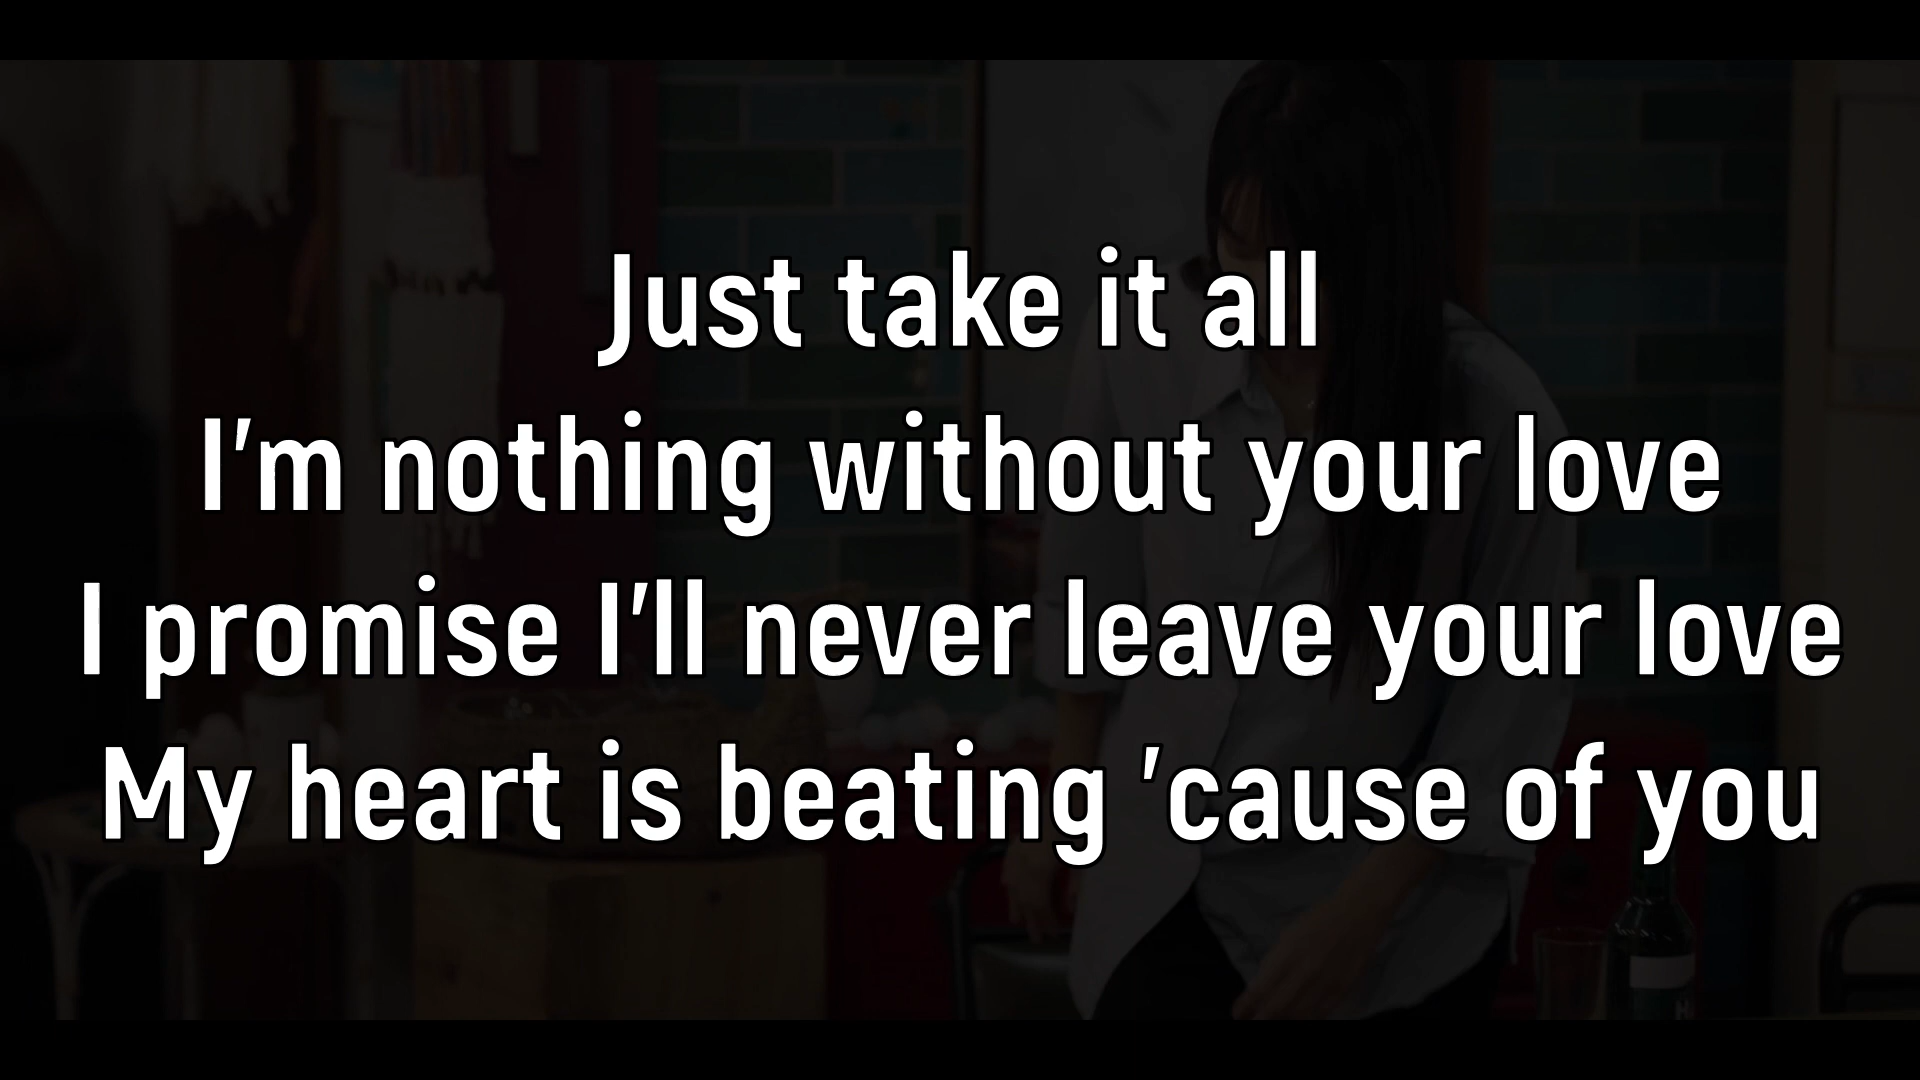 Just take it all
I'm nothing without your love
I promise I'll never leave your love
My heart is beating 'cause of you